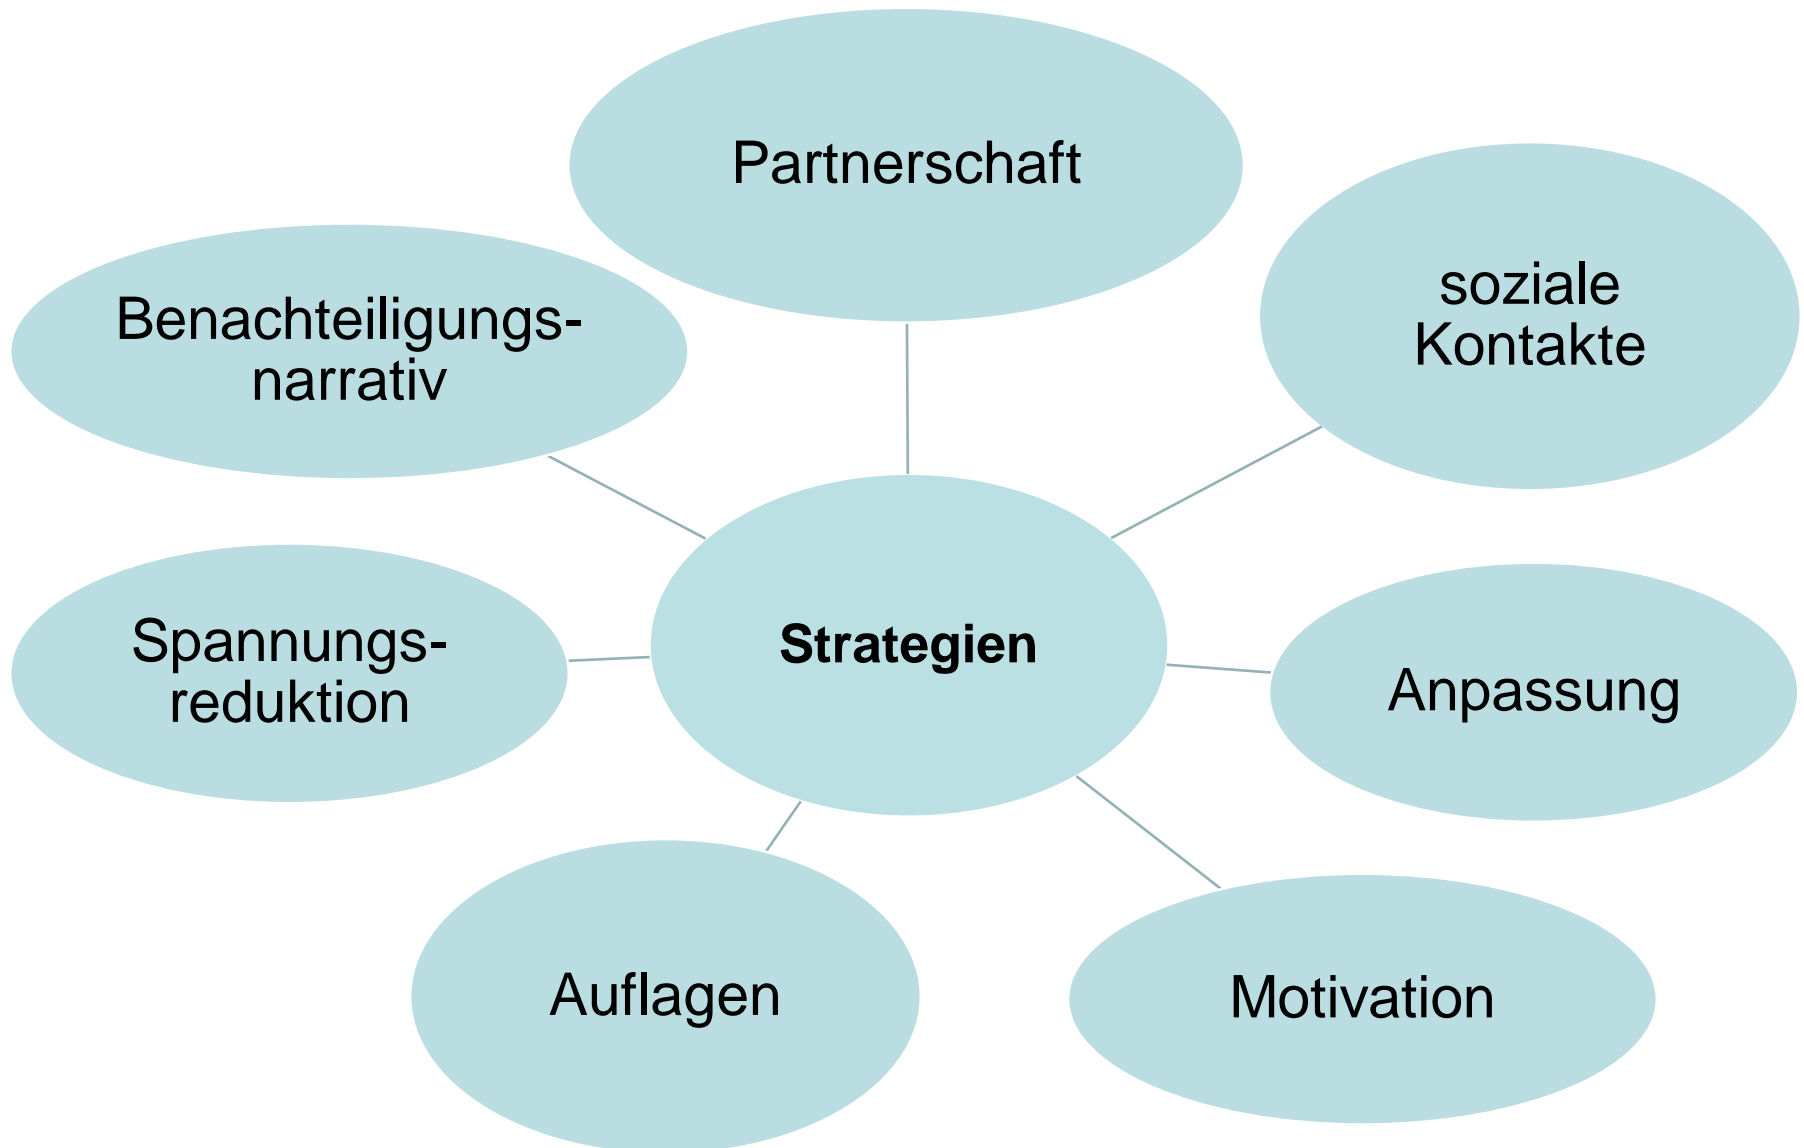 Partnerschaft
soziale
Kontakte
Benachteiligungs-
narrativ
Spannungs-
reduktion
Strategien
Anpassung
Auflagen
Motivation